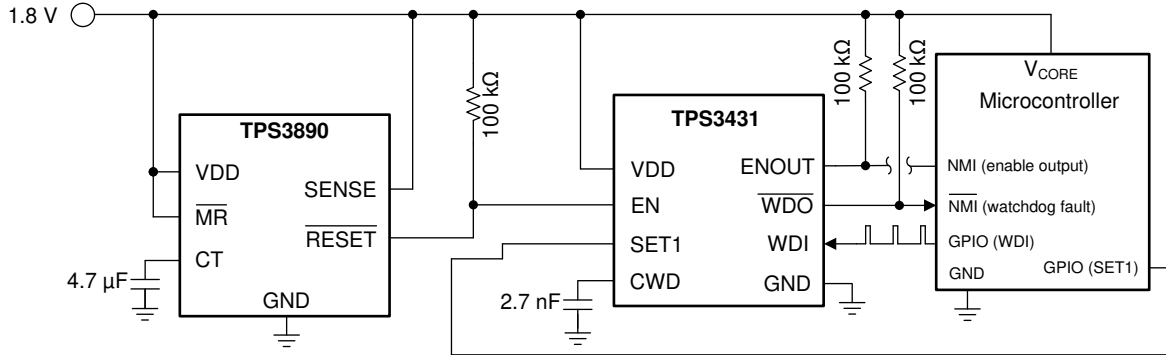 1.8 V
100 kΩ
100 kΩ
100 kΩ
TPS3890
VDD
SENSE
MR
RESET
CT
GND
4.7 µF
TPS3431
VDD
ENOUT
EN
WDO
SET1
WDI
CWD
GND
2.7 nF
VCORE
Microcontroller
NMI (enable output)
NMI (watchdog fault)
GPIO (WDI)
GND
GPIO (SET1)